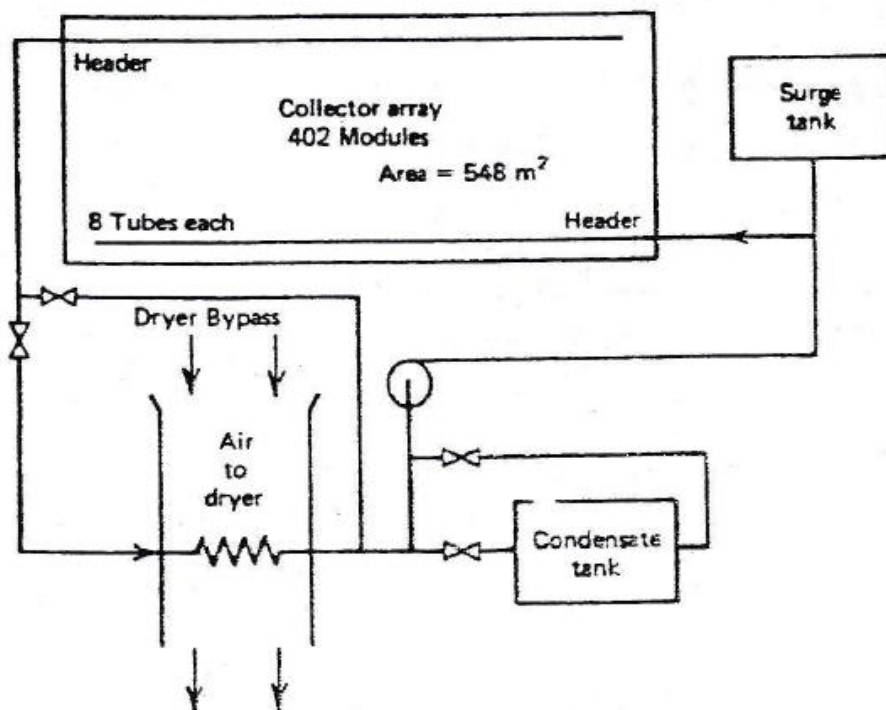 Header
Collector array
402 Modules
Area = 548 m²
8 Tubes each
Header
Surge
tank
Dryer Bypass
Air
to
dryer
Condensate
tank